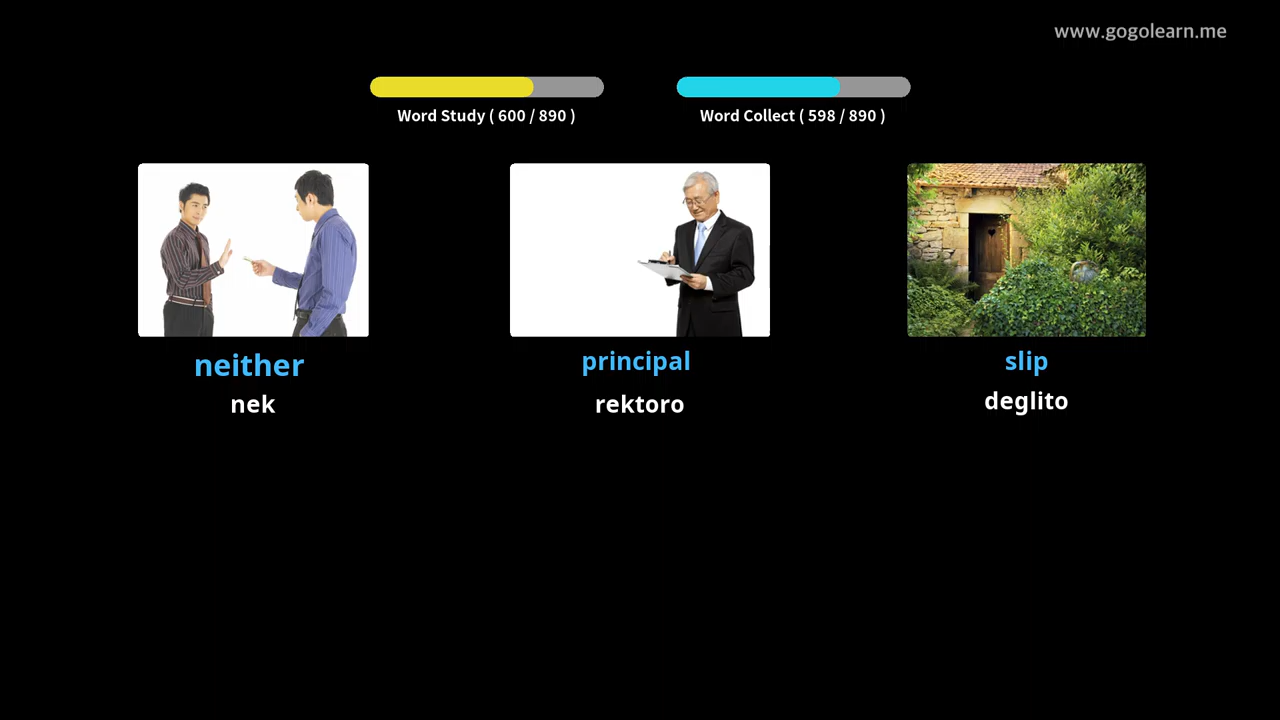 www.gogolearn.me
Word Study ( 600 / 890 )
Word Collect ( 598 / 890 )
neither
nek
principal
rektoro
slip
deglito